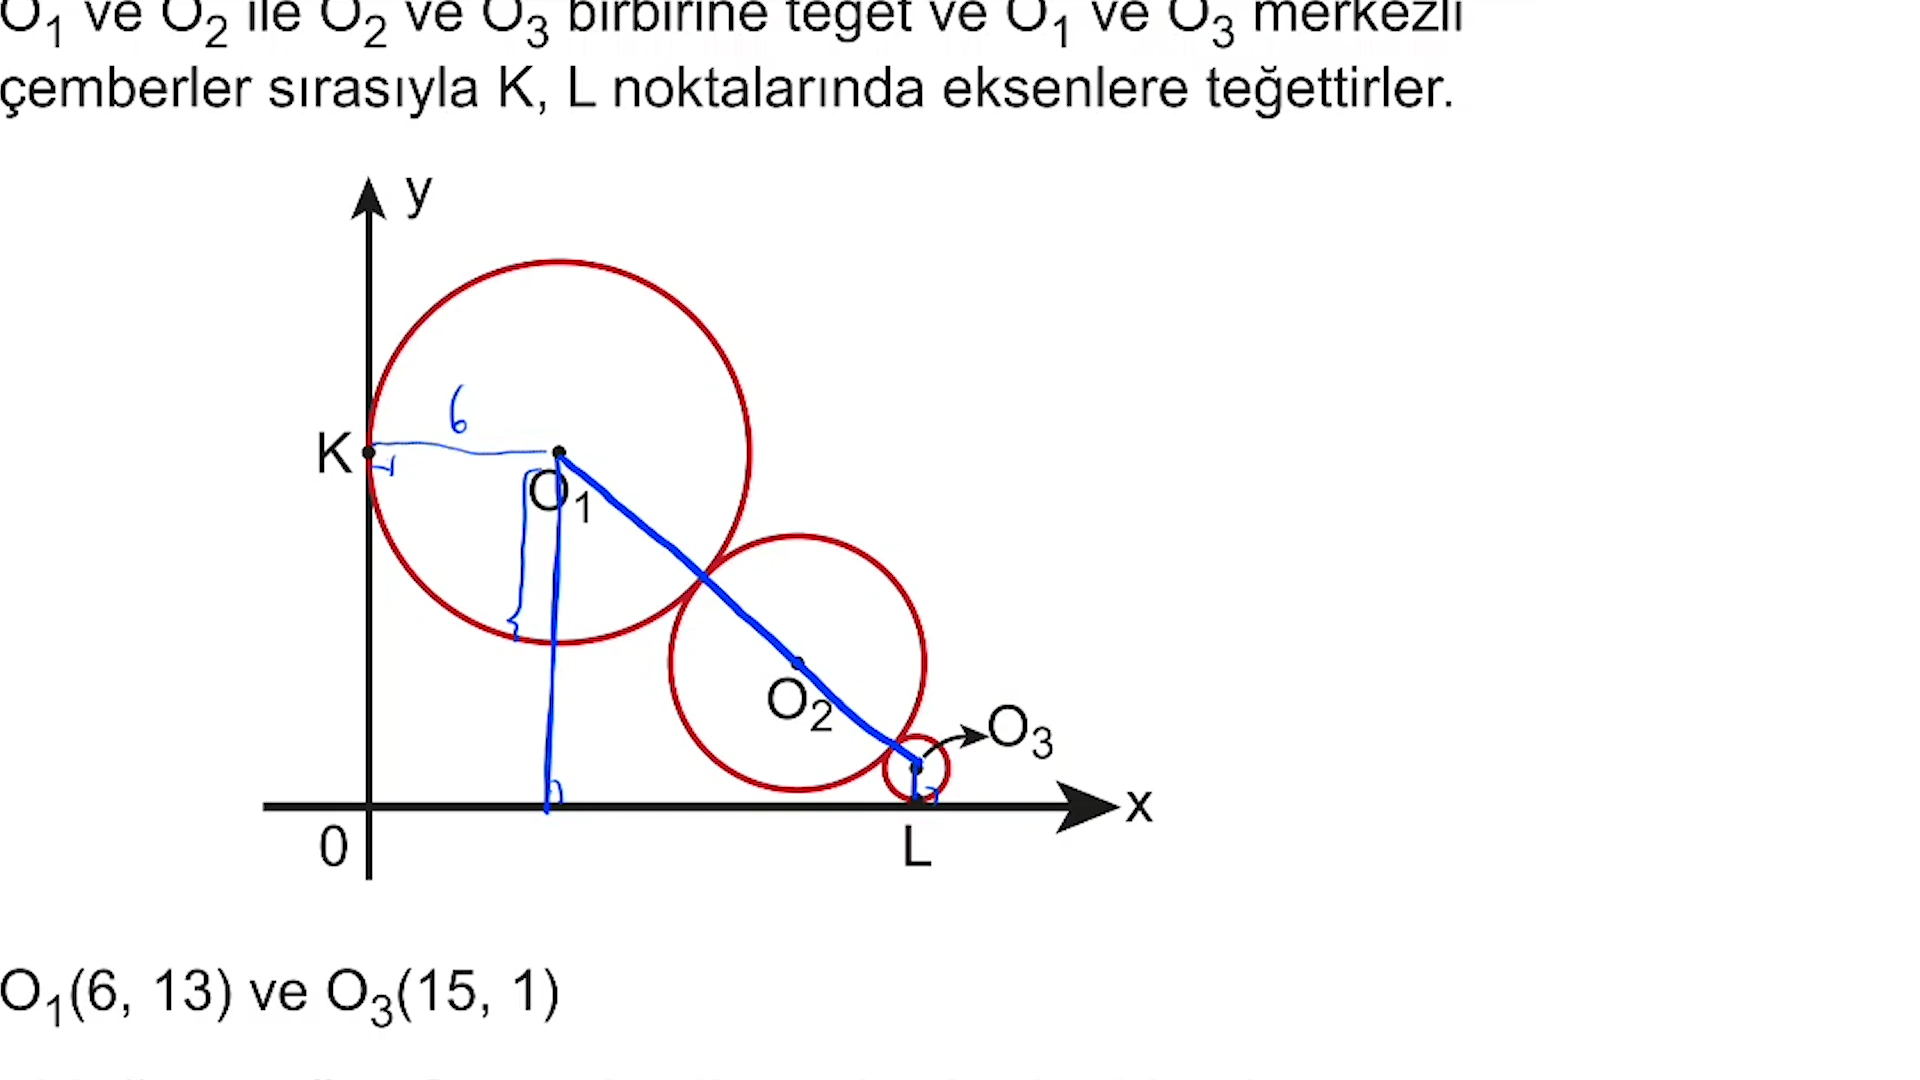 O₁ ve O₂ ile O₂ ve O₃ birbirine teğet ve O₁ ve O₃ merkezli
çemberler sırasıyla K, L noktalarında eksenlere teğettirler.
y
6
K
O₁
O₂
O₃
x
0
L
O₁(6, 13) ve O₃(15, 1)